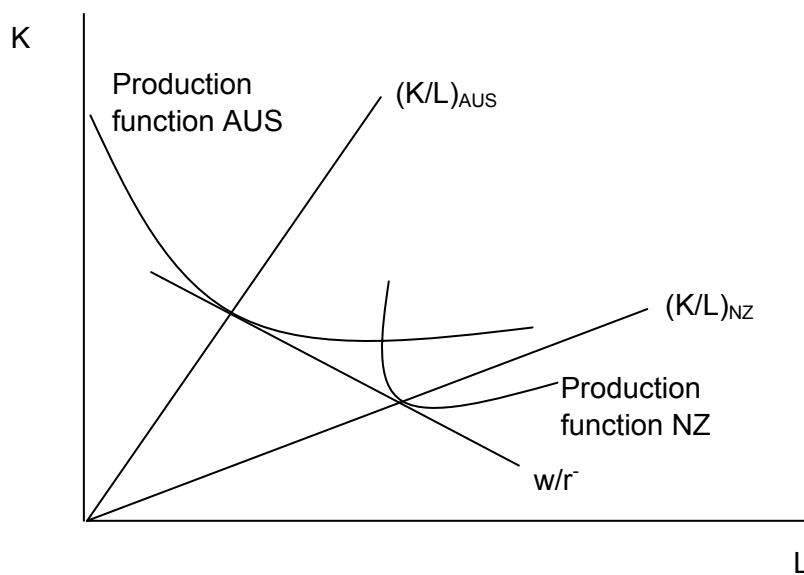 K
Production
function AUS
(K/L)AUS
(K/L)NZ
Production
function NZ
w/r-
L